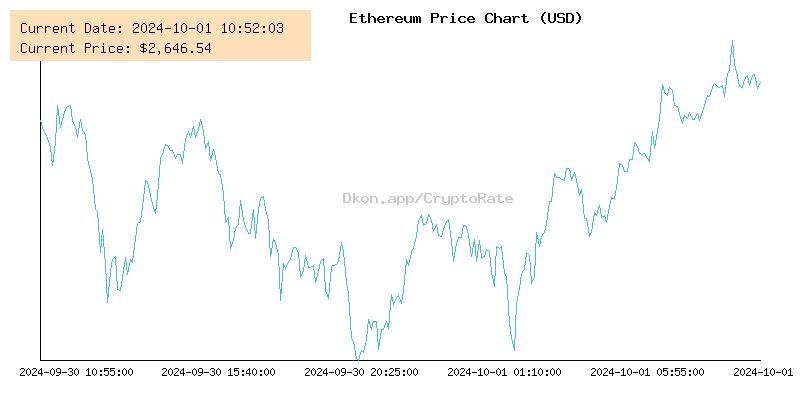 Ethereum Price Chart (USD)
Current Date: 2024-10-01 10:52:03
Current Price: $2,646.54
Dkon.app/CryptoRate
2024-09-30 10:55:00 2024-09-30 15:40:00 2024-09-30 20:25:00 2024-10-01 01:10:00 2024-10-01 05:55:00 2024-10-01